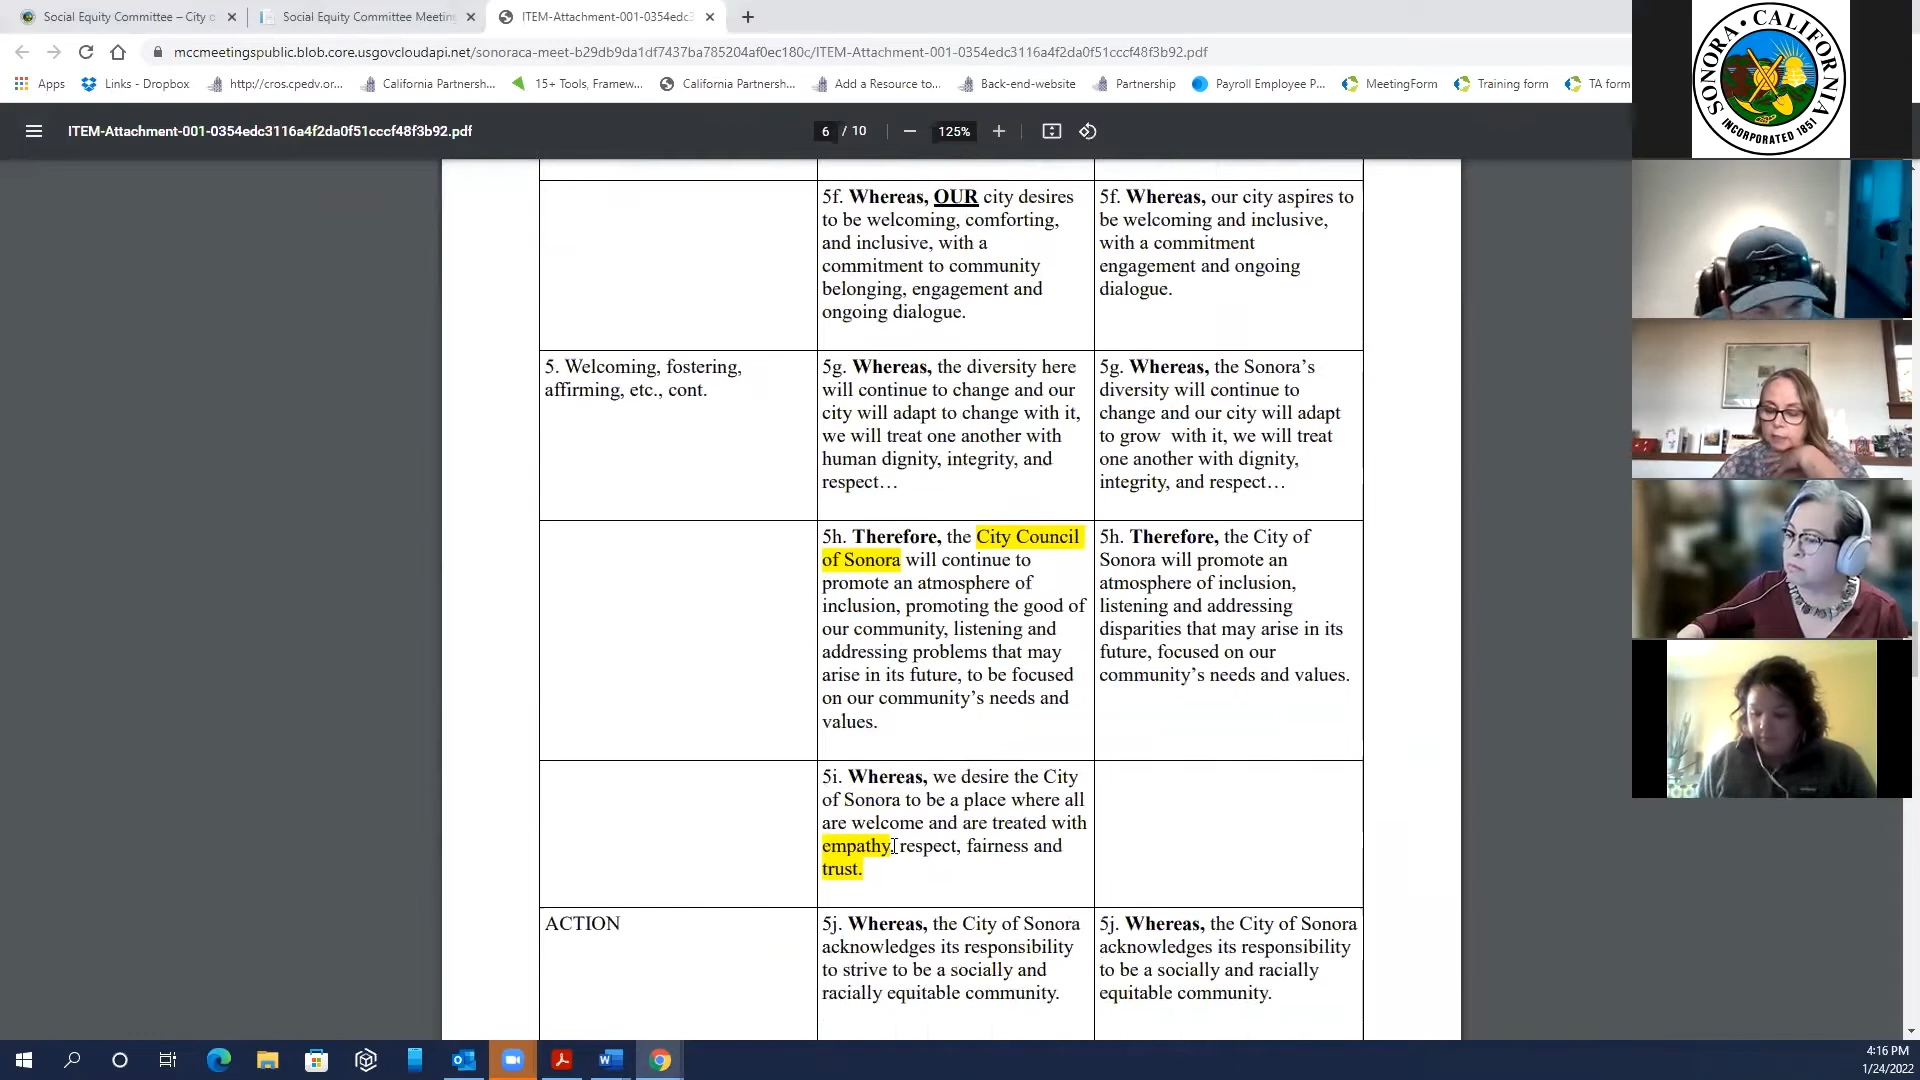 Social Equity Committee – City o
Social Equity Committee Meeting
ITEM-Attachment-001-0354edc3
mccmeetingspublic.blob.core.usgovcloudapi.net/sonoraca-meet-b29db9da1df7437ba785204af0ec180c/ITEM-Attachment-001-0354edc3116a4f2da0f51cccf48f3b92.pdf
Apps
Links - Dropbox
http://cros.cpedv.or...
California Partnersh...
15+ Tools, Framew...
California Partnersh...
Add a Resource to...
Back-end-website
Partnership
Payroll Employee P...
MeetingForm
Training form
TA form
ITEM-Attachment-001-0354edc3116a4f2da0f51cccf48f3b92.pdf
6 / 10
125%
5f. Whereas, OUR city desires
to be welcoming, comforting,
and inclusive, with a
commitment to community
belonging, engagement and
ongoing dialogue.
5f. Whereas, our city aspires to
be welcoming and inclusive,
with a commitment
engagement and ongoing
dialogue.
5. Welcoming, fostering,
affirming, etc., cont.
5g. Whereas, the diversity here
will continue to change and our
city will adapt to change with it,
we will treat one another with
human dignity, integrity, and
respect…
5g. Whereas, the Sonora’s
diversity will continue to
change and our city will adapt
to grow with it, we will treat
one another with dignity,
integrity, and respect…
5h. Therefore, the City Council
of Sonora will continue to
promote an atmosphere of
inclusion, promoting the good of
our community, listening and
addressing problems that may
arise in its future, to be focused
on our community’s needs and
values.
5h. Therefore, the City of
Sonora will promote an
atmosphere of inclusion,
listening and addressing
disparities that may arise in its
future, focused on our
community’s needs and values.
5i. Whereas, we desire the City
of Sonora to be a place where all
are welcome and are treated with
empathy, respect, fairness and
trust.
ACTION
5j. Whereas, the City of Sonora
acknowledges its responsibility
to strive to be a socially and
racially equitable community.
5j. Whereas, the City of Sonora
acknowledges its responsibility
to be a socially and racially
equitable community.
SONORA, CALIFORNIA
INCORPORATED 1851
4:16 PM
1/24/2022